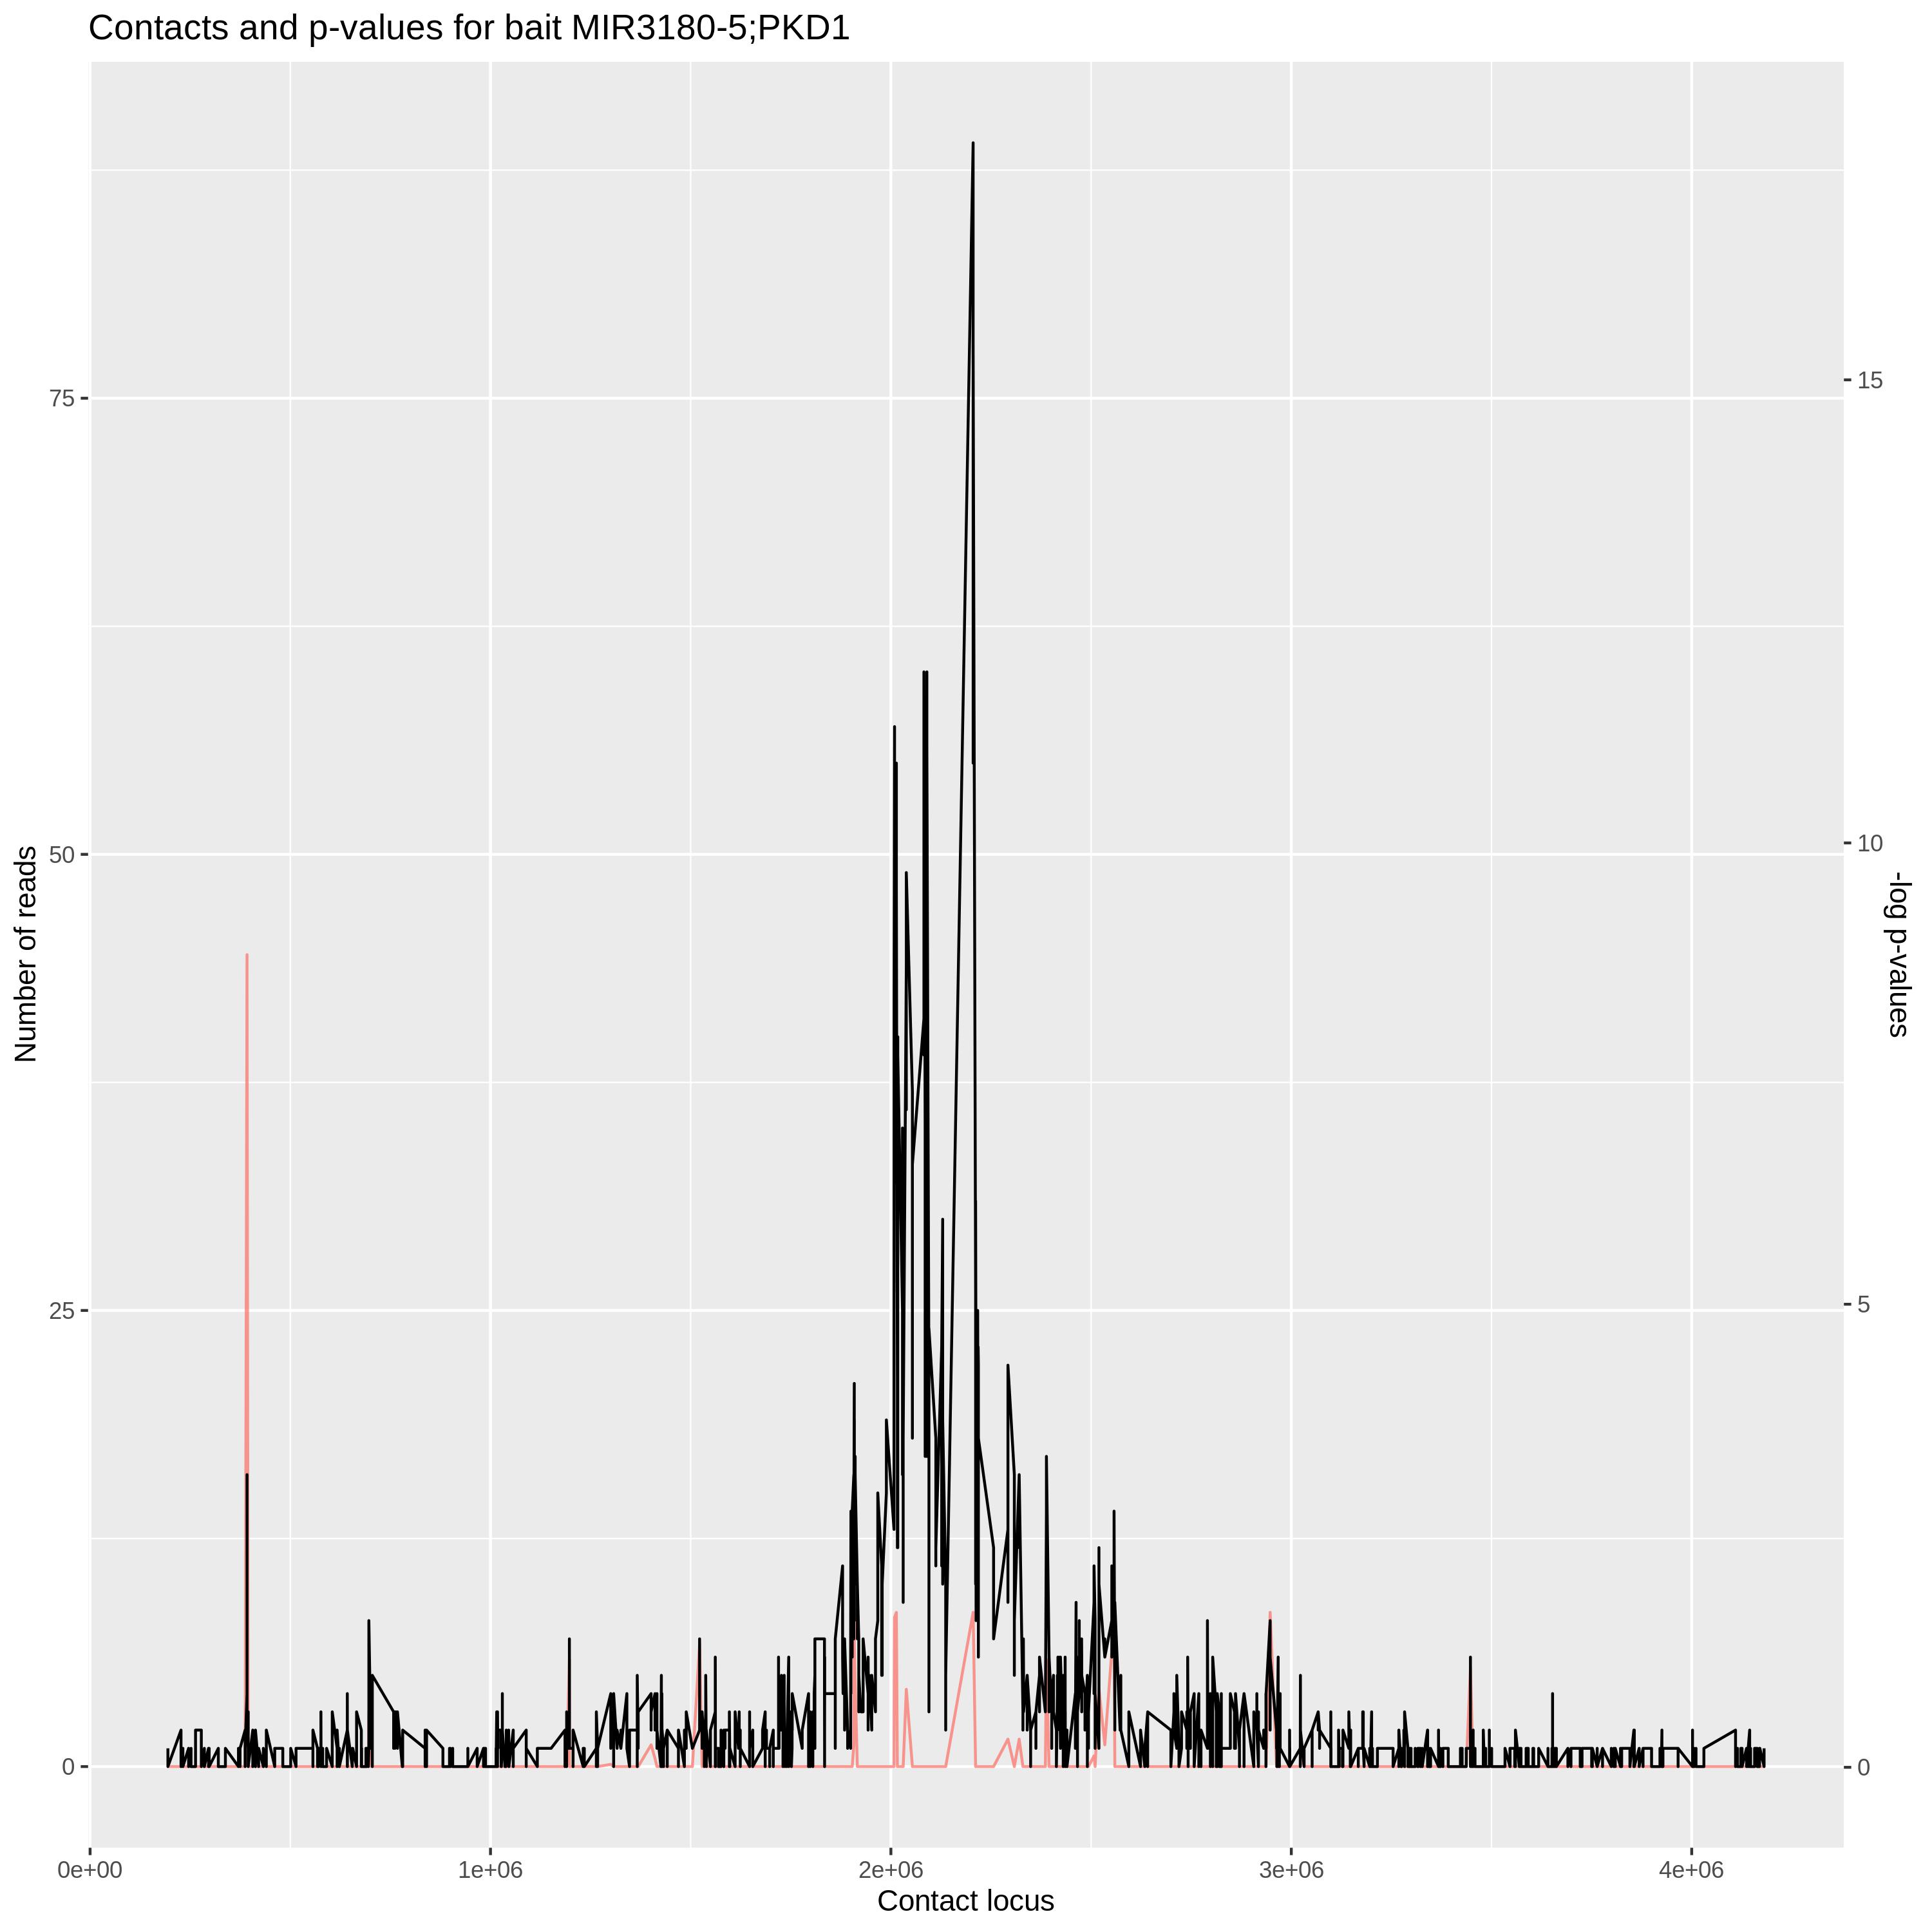 Contacts and p-values for bait MIR3180-5;PKD1
Number of reads
75
50
25
0
15
10
5
0
-log p-values
0e+00
1e+06
2e+06
3e+06
4e+06
Contact locus